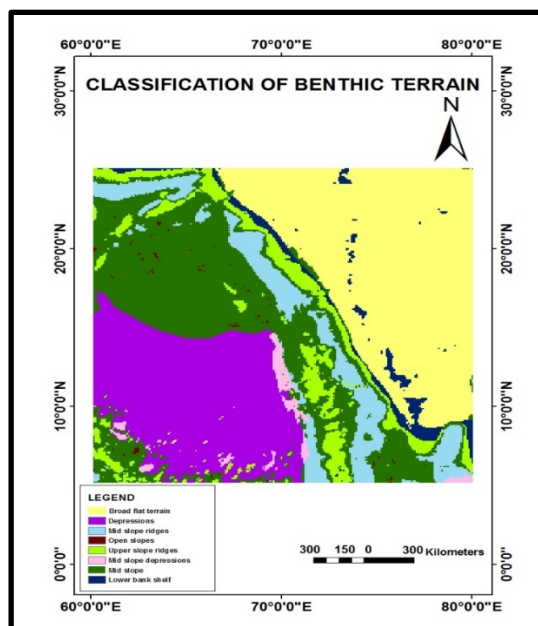 60°0'0"E 70°0'0"E 80°0'0"E
CLASSIFICATION OF BENTHIC TERRAIN
N
30°0'0"N 30°0'0"N
20°0'0"N 20°0'0"N
10°0'0"N 10°0'0"N
0°0'0" 0°0'0"
LEGEND
Broad flat terrain
Depressions
Mid slope ridges
Open slopes
Upper slope ridges
Mid slope depressions
Mid slope
Lower bank shelf
300 150 0 300 Kilometers
60°0'0"E 70°0'0"E 80°0'0"E